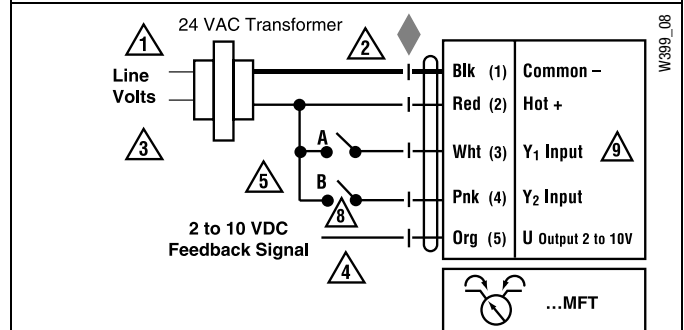 24 VAC Transformer
1
2
Line
Volts
3
Blk (1) Common –
Red (2) Hot +
A
Wht (3) Y₁ Input
9
5
B
8
Pnk (4) Y₂ Input
2 to 10 VDC
Feedback Signal
4
Org (5) U Output 2 to 10V
...MFT
W399_08